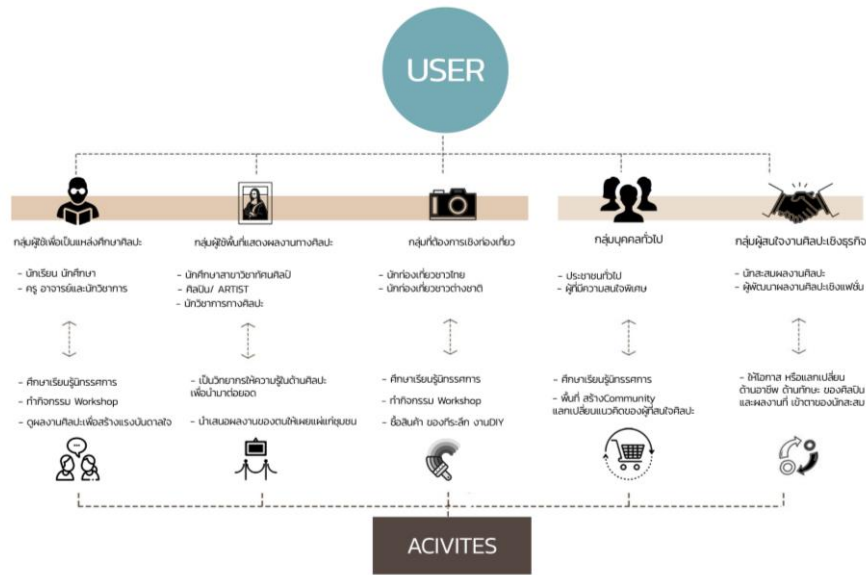 USER
กลุ่มผู้ใช้เพื่อเป็นแหล่งศึกษาศิลปะ
- นักเรียน นักศึกษา
- ครู อาจารย์และนักวิชาการ
- ศึกษาเรียนรู้นิทรรศการ
- ทำกิจกรรม Workshop
- ดูผลงานศิลปะเพื่อสร้างแรงบันดาลใจ
กลุ่มผู้ใช้พื้นที่แสดงผลงานทางศิลปะ
- นักศึกษาสาขาวิชาทัศนศิลป์
- ศิลปิน/ ARTIST
- นักวิชาการทางศิลปะ
- เป็นวิทยากรให้ความรู้ในด้านศิลปะ
เพื่อนำมาต่อยอด
- นำเสนอผลงานของตนให้เผยแผ่แก่ชุมชน
กลุ่มที่ต้องการเชิงท่องเที่ยว
- นักท่องเที่ยวชาวไทย
- นักท่องเที่ยวชาวต่างชาติ
- ศึกษาเรียนรู้นิทรรศการ
- ทำกิจกรรม Workshop
- ซื้อสินค้า ของที่ระลึก งานDIY
กลุ่มบุคคลทั่วไป
- ประชาชนทั่วไป
- ผู้ที่มีความสนใจพิเศษ
- ศึกษาเรียนรู้นิทรรศการ
- พื้นที่ สร้างCommunity
แลกเปลี่ยนแนวคิดของผู้ที่สนใจศิลปะ
กลุ่มผู้สนใจงานศิลปะเชิงธุรกิจ
- นักสะสมผลงานศิลปะ
- ผู้พัฒนาผลงานศิลปะเชิงแฟชั่น
- ให้โอกาส หรือแลกเปลี่ยน
ด้านอาชีพ ด้านทักษะ ของศิลปิน
และผลงานที่ เข้าตาของนักสะสม
ACIVITES